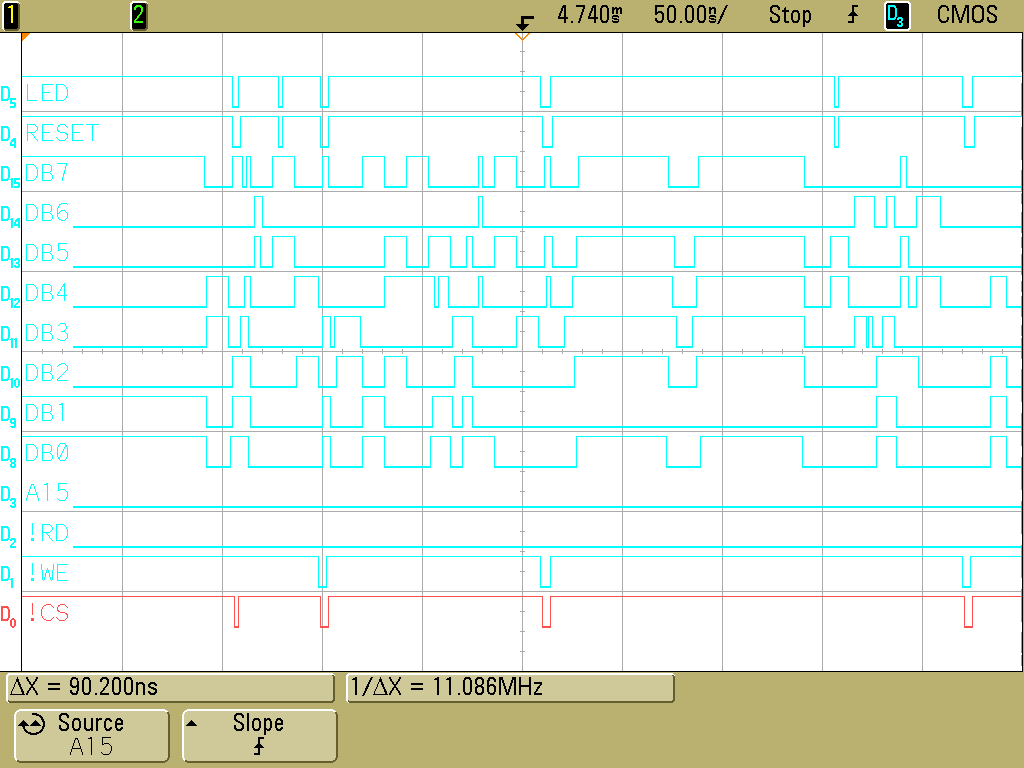 1 2 4.740m/s 50.00s/ Stop D3 CMOS
D5 LED
D4 RESET
D15 DB7
D14 DB6
D13 DB5
D12 DB4
D11 DB3
D10 DB2
D9 DB1
D8 DB0
D3 A15
D2 !RD
D1 !WE
D0 !CS
ΔX = 90.200ns 1/ΔX = 11.086MHz
Source Slope
A15